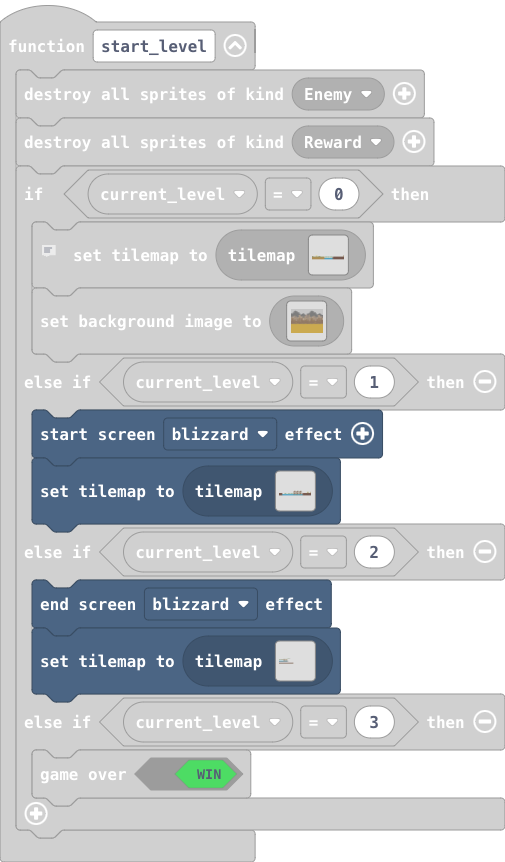 function start_level
destroy all sprites of kind Enemy
destroy all sprites of kind Reward
if current_level = 0 then
set tilemap to tilemap
set background image to
else if current_level = 1 then
start screen blizzard effect
set tilemap to tilemap
else if current_level = 2 then
end screen blizzard effect
set tilemap to tilemap
else if current_level = 3 then
game over WIN